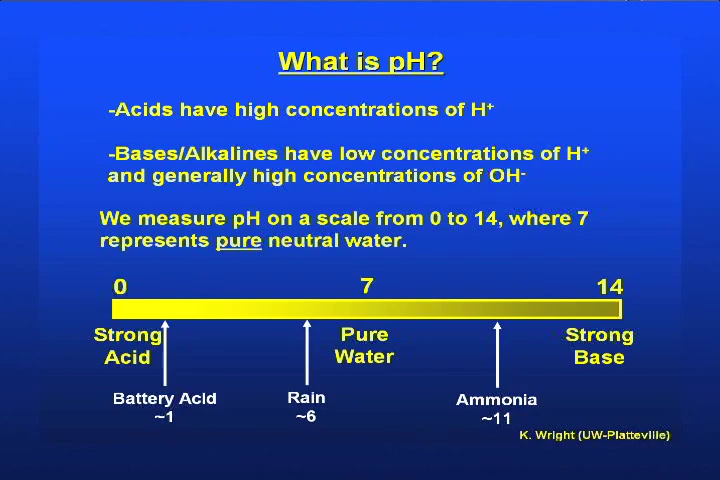 What is pH?
-Acids have high concentrations of H⁺
-Bases/Alkalines have low concentrations of H⁺
and generally high concentrations of OH⁻
We measure pH on a scale from 0 to 14, where 7
represents pure neutral water.
0 7 14
Strong Acid
Pure Water
Strong Base
Battery Acid
~1
Rain
~6
Ammonia
~11
K. Wright (UW-Platteville)